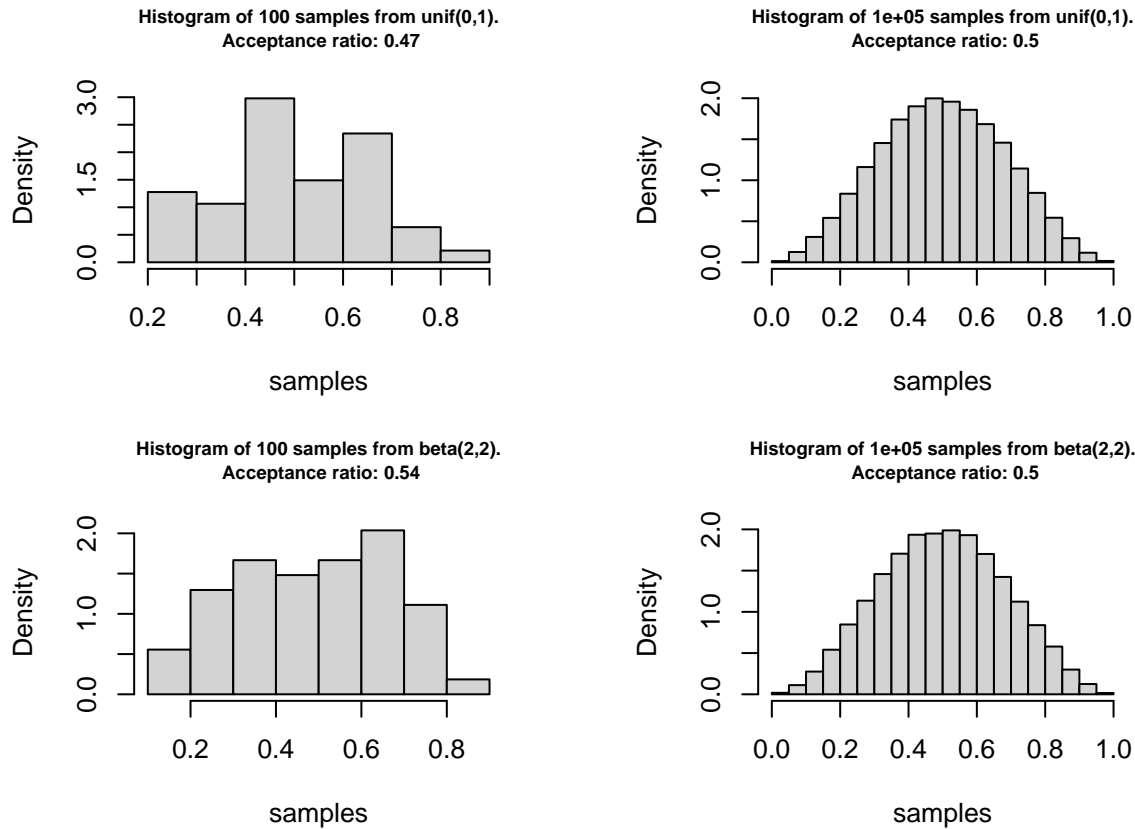 Histogram of 100 samples from unif(0,1).
Acceptance ratio: 0.47
Density
0.0 1.5 3.0
0.2 0.4 0.6 0.8
samples
Histogram of 1e+05 samples from unif(0,1).
Acceptance ratio: 0.5
Density
0.0 1.0 2.0
0.0 0.2 0.4 0.6 0.8 1.0
samples
Histogram of 100 samples from beta(2,2).
Acceptance ratio: 0.54
Density
0.0 1.0 2.0
0.2 0.4 0.6 0.8
samples
Histogram of 1e+05 samples from beta(2,2).
Acceptance ratio: 0.5
Density
0.0 1.0 2.0
0.0 0.2 0.4 0.6 0.8 1.0
samples